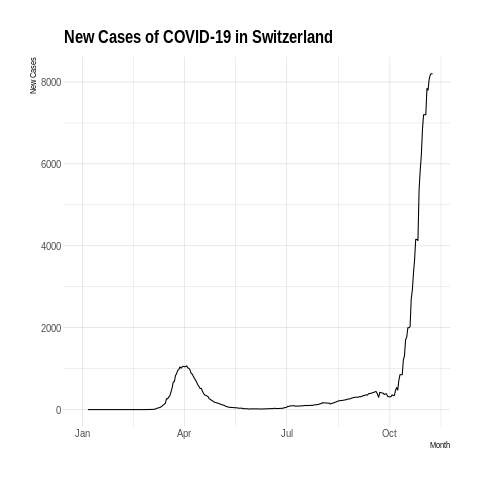 New Cases of COVID-19 in Switzerland
New Cases
8000
6000
4000
2000
0
Jan Apr Jul Oct
Month